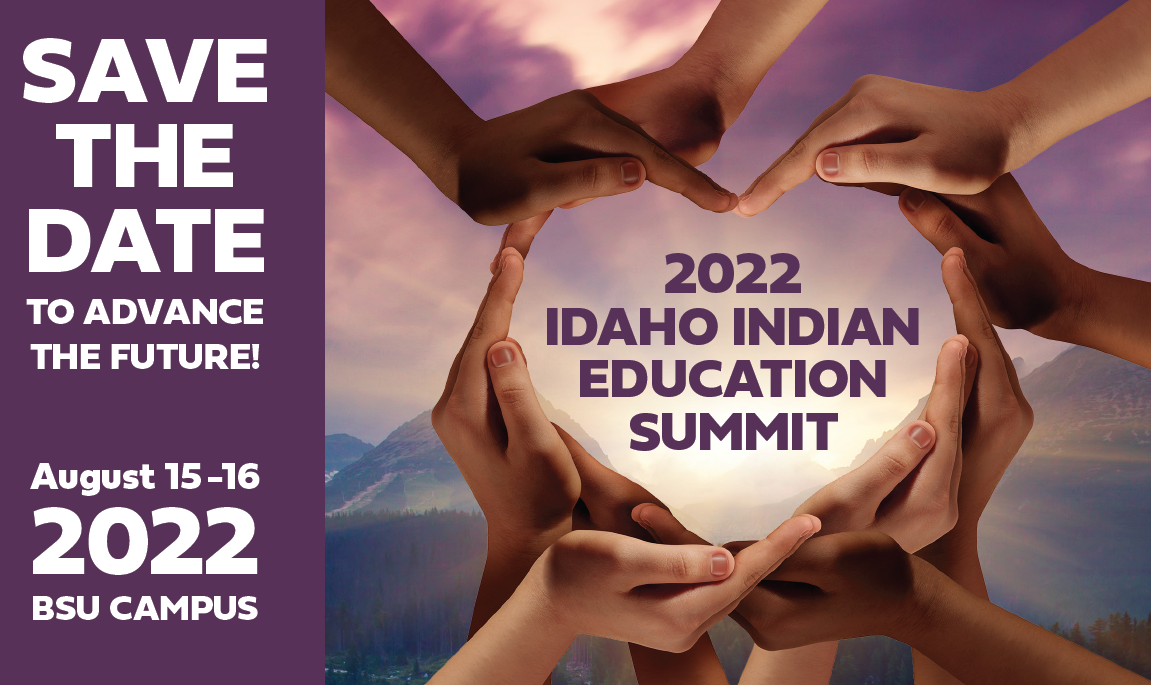 SAVE
THE
DATE
TO ADVANCE
THE FUTURE!
August 15-16
2022
BSU CAMPUS
2022
IDAHO INDIAN
EDUCATION
SUMMIT